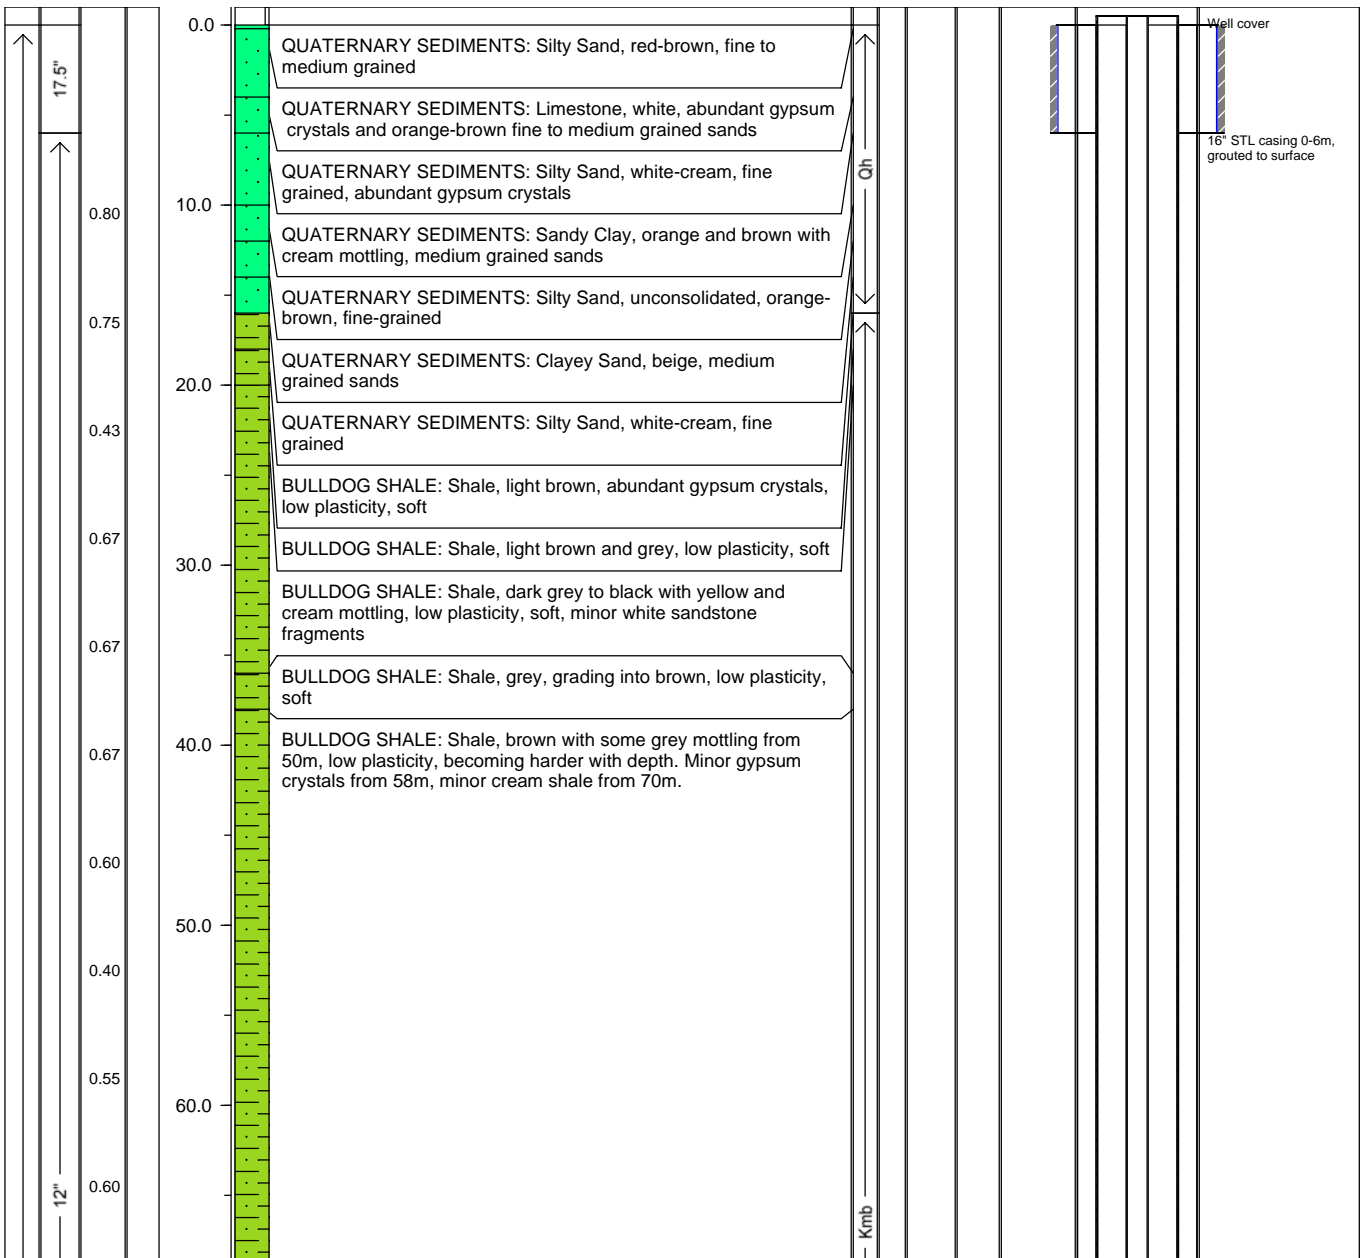 0.0
Well cover
QUATERNARY SEDIMENTS: Silty Sand, red-brown, fine to
medium grained
17.5"
QUATERNARY SEDIMENTS: Limestone, white, abundant gypsum
crystals and orange-brown fine to medium grained sands
16" STL casing 0-6m,
grouted to surface
Qh
QUATERNARY SEDIMENTS: Silty Sand, white-cream, fine
grained, abundant gypsum crystals
10.0
0.80
QUATERNARY SEDIMENTS: Sandy Clay, orange and brown with
cream mottling, medium grained sands
QUATERNARY SEDIMENTS: Silty Sand, unconsolidated, orange-
brown, fine-grained
0.75
QUATERNARY SEDIMENTS: Clayey Sand, beige, medium
grained sands
20.0
QUATERNARY SEDIMENTS: Silty Sand, white-cream, fine
grained
0.43
BULLDOG SHALE: Shale, light brown, abundant gypsum crystals,
low plasticity, soft
0.67
BULLDOG SHALE: Shale, light brown and grey, low plasticity, soft
30.0
BULLDOG SHALE: Shale, dark grey to black with yellow and
cream mottling, low plasticity, soft, minor white sandstone
fragments
0.67
BULLDOG SHALE: Shale, grey, grading into brown, low plasticity,
soft
40.0
0.67
BULLDOG SHALE: Shale, brown with some grey mottling from
50m, low plasticity, becoming harder with depth. Minor gypsum
crystals from 58m, minor cream shale from 70m.
0.60
50.0
0.40
0.55
60.0
0.60
12"
Kmb